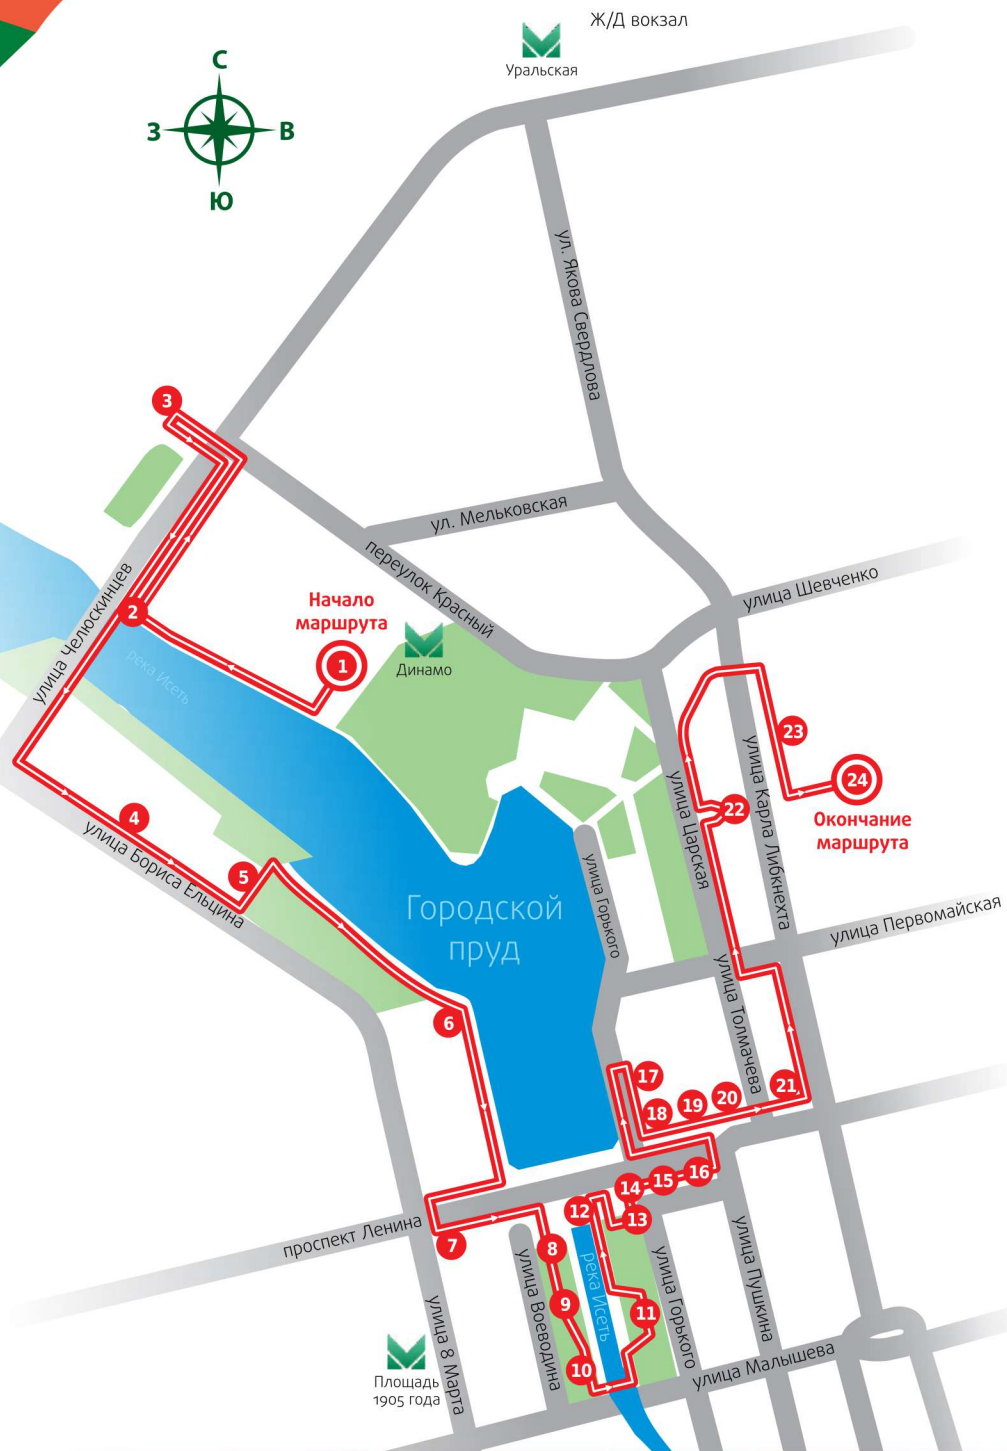 Ж/Д вокзал
Уральская
С
З
В
Ю
ул. Якова Свердлова
3
ул. Мельковская
переулок Красный
улица Шевченко
улица Челюскинцев
2
Начало
маршрута
1
Динамо
река Исеть
23
24
Окончание
маршрута
22
улица Царская
улица Карла Либкнехта
4
улица Бориса Ельцина
5
улица Горького
Городской
пруд
улица Первомайская
6
улица Толмачева
17
18
19
20
21
16
15
14
13
12
проспект Ленина
7
8
9
10
11
река Исеть
улица Воеводина
улица Горького
улица Пушкина
улица 8 Марта
улица Малышева
Площадь
1905 года